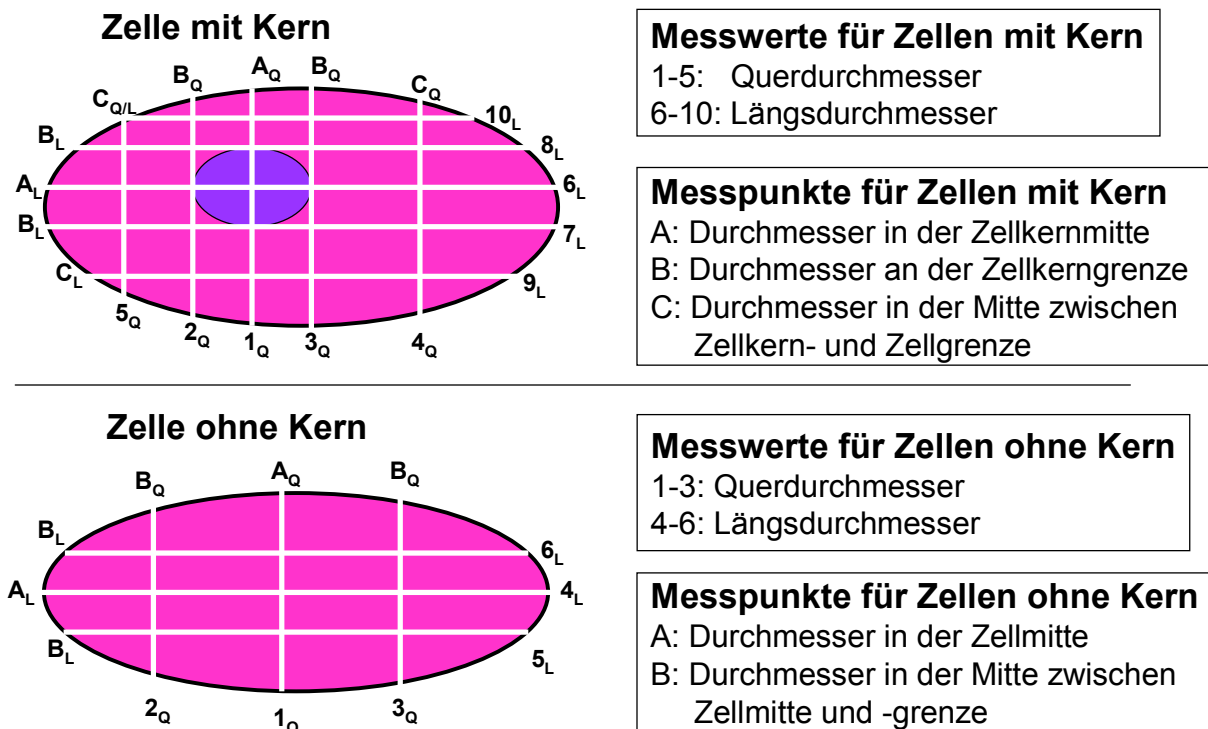 Zelle mit Kern
A_Q
B_Q
B_Q
C_Q
C_Q/L
10_L
B_L
8_L
A_L
6_L
B_L
7_L
C_L
9_L
5_Q
2_Q
1_Q
3_Q
4_Q
Messwerte für Zellen mit Kern
1-5: Querdurchmesser
6-10: Längsdurchmesser
Messpunkte für Zellen mit Kern
A: Durchmesser in der Zellkernmitte
B: Durchmesser an der Zellkerngrenze
C: Durchmesser in der Mitte zwischen
Zellkern- und Zellgrenze
Zelle ohne Kern
A_Q
B_Q
B_Q
B_L
6_L
A_L
4_L
B_L
5_L
2_Q
1_Q
3_Q
Messwerte für Zellen ohne Kern
1-3: Querdurchmesser
4-6: Längsdurchmesser
Messpunkte für Zellen ohne Kern
A: Durchmesser in der Zellmitte
B: Durchmesser in der Mitte zwischen
Zellmitte und -grenze